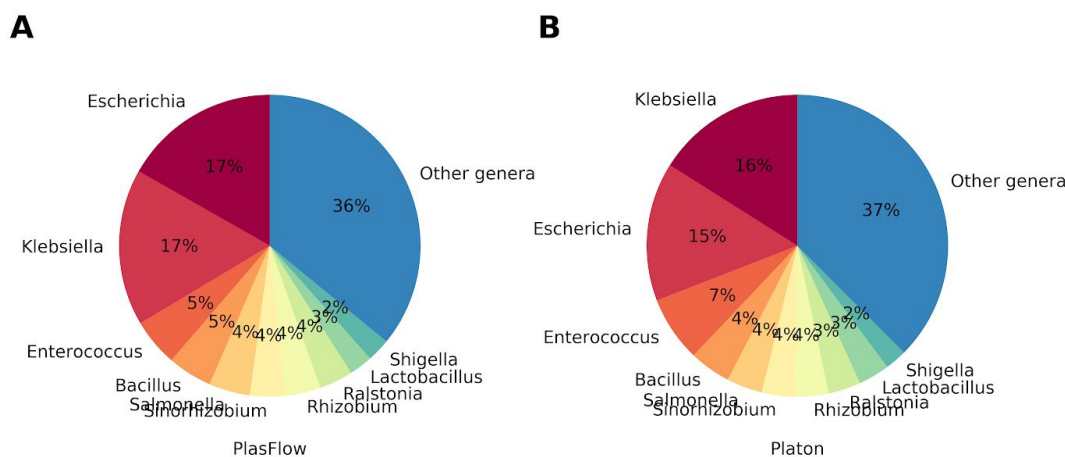 A
Escherichia
17%
Other genera
36%
Klebsiella
17%
5%
5%
4%
4%
4%
4%
3%
2%
Enterococcus
Bacillus
Salmonella
Sinorhizobium
Rhizobium
Ralstonia
Lactobacillus
Shigella
PlasFlow
B
Klebsiella
16%
Other genera
37%
Escherichia
15%
7%
4%
4%
4%
4%
3%
3%
2%
Enterococcus
Bacillus
Salmonella
Sinorhizobium
Rhizobium
Ralstonia
Lactobacillus
Shigella
Platon